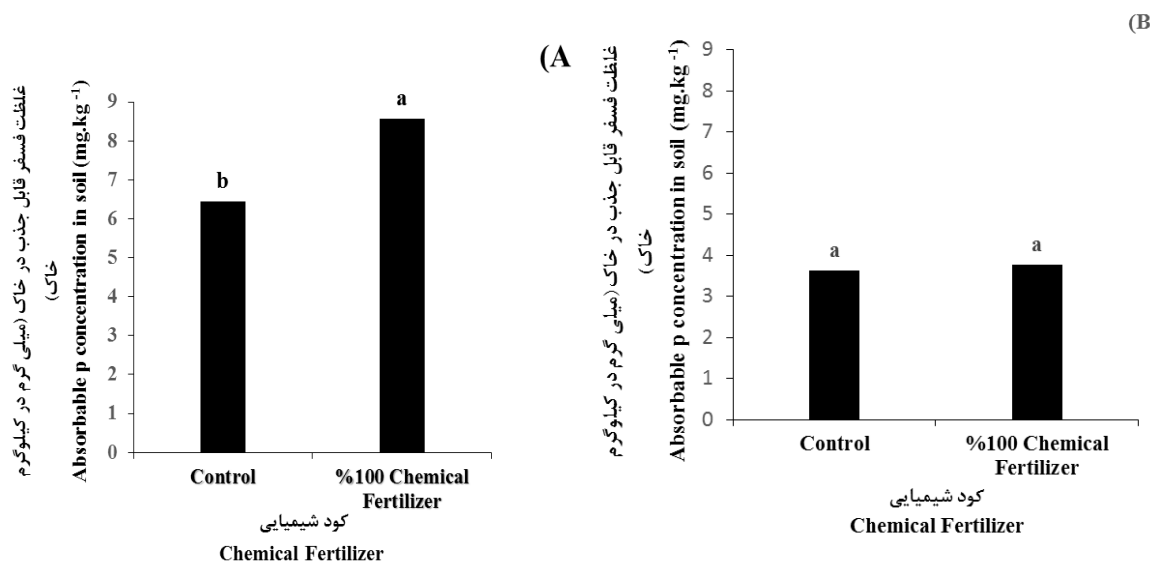 (A
غلظت فسفر قابل جذب در خاک (میلی گرم در کیلوگرم
خاک)
Absorbable p concentration in soil (mg.kg -1)
9
8
7
6
5
4
3
2
1
0
b
a
Control
%100 Chemical
Fertilizer
کود شیمیایی
Chemical Fertilizer
(B
غلظت فسفر قابل جذب در خاک (میلی گرم در کیلوگرم
خاک)
Absorbable p concentration in soil (mg.kg -1)
9
8
7
6
5
4
3
2
1
0
a
a
Control
%100 Chemical
Fertilizer
کود شیمیایی
Chemical Fertilizer